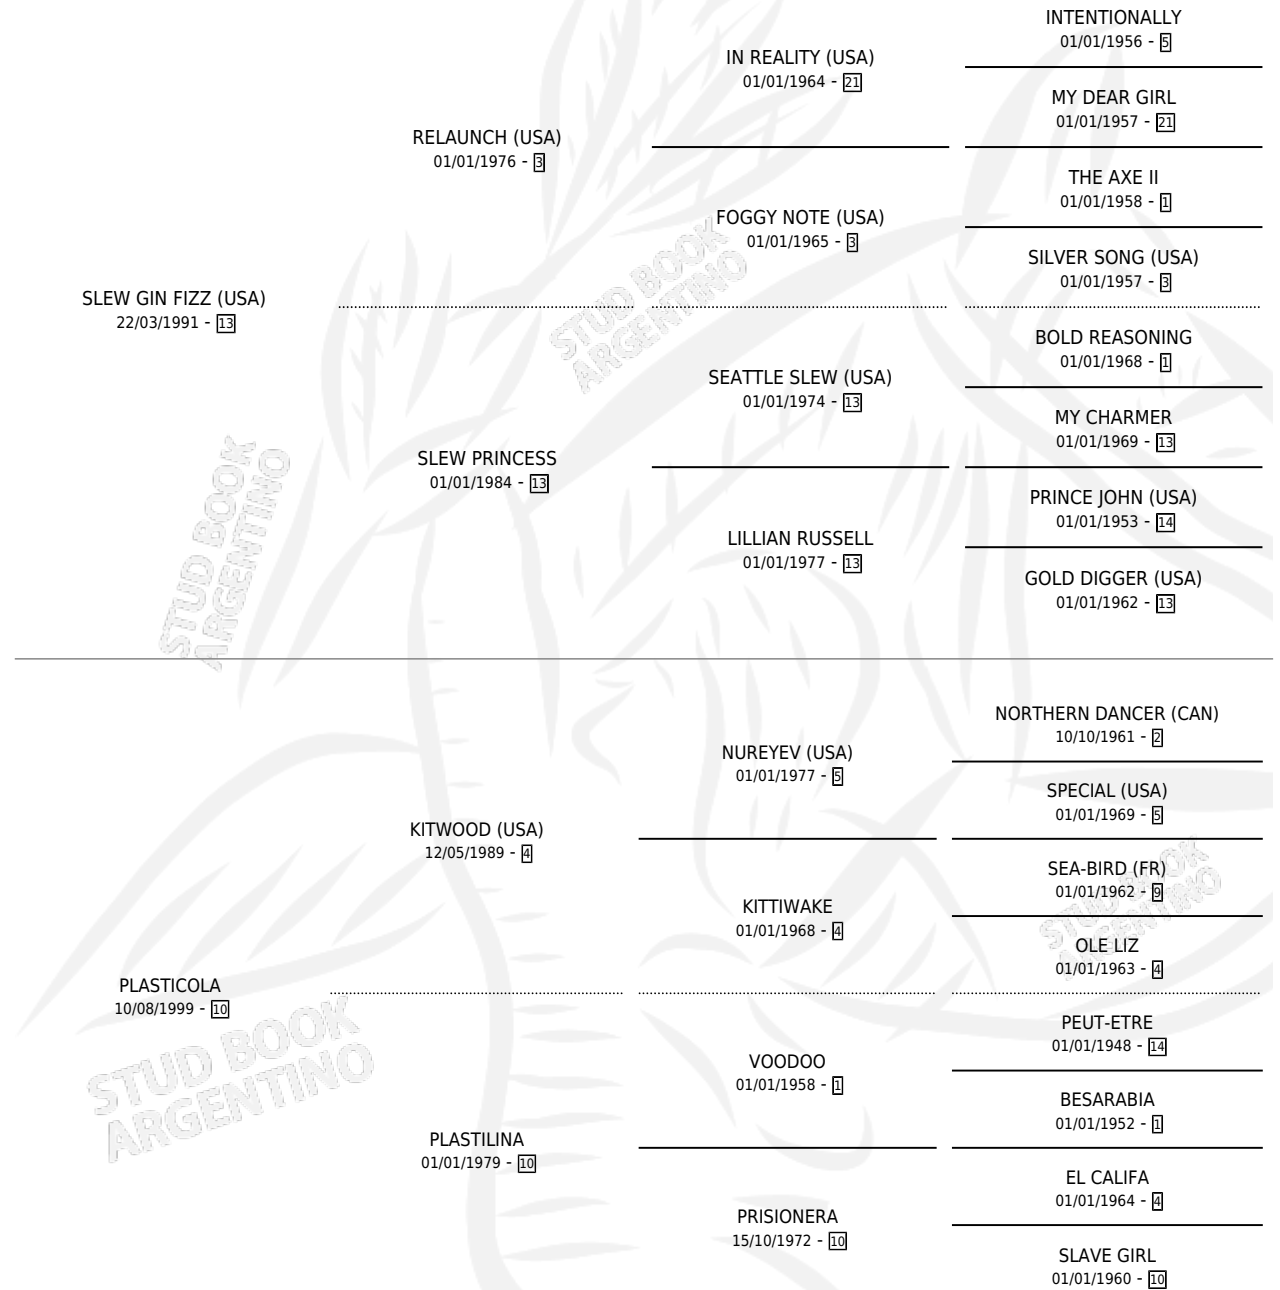 INTENTIONALLY
01/01/1956 - 5
IN REALITY (USA)
01/01/1964 - 21
MY DEAR GIRL
01/01/1957 - 21
RELAUNCH (USA)
01/01/1976 - 3
THE AXE II
01/01/1958 - 1
FOGGY NOTE (USA)
01/01/1965 - 3
SILVER SONG (USA)
01/01/1957 - 3
SLEW GIN FIZZ (USA)
22/03/1991 - 13
STUD BOOK
ARGENTINO
BOLD REASONING
01/01/1968 - 1
SEATTLE SLEW (USA)
01/01/1974 - 13
MY CHARMER
01/01/1969 - 13
SLEW PRINCESS
01/01/1984 - 13
PRINCE JOHN (USA)
01/01/1953 - 14
LILLIAN RUSSELL
01/01/1977 - 13
GOLD DIGGER (USA)
01/01/1962 - 13
STUD BOOK
ARGENTINO
NORTHERN DANCER (CAN)
10/10/1961 - 2
NUREYEV (USA)
01/01/1977 - 5
SPECIAL (USA)
01/01/1969 - 5
KITWOOD (USA)
12/05/1989 - 4
SEA-BIRD (FR)
01/01/1962 - 9
KITTIWAKE
01/01/1968 - 4
STUD BOOK
ARGENTINO
OLE LIZ
01/01/1963 - 4
PLASTICOLA
10/08/1999 - 10
STUD BOOK
ARGENTINO
PEUT-ETRE
01/01/1948 - 14
VOODOO
01/01/1958 - 1
BESARABIA
01/01/1952 - 1
PLASTILINA
01/01/1979 - 10
EL CALIFA
01/01/1964 - 4
PRISIONERA
15/10/1972 - 10
SLAVE GIRL
01/01/1960 - 10